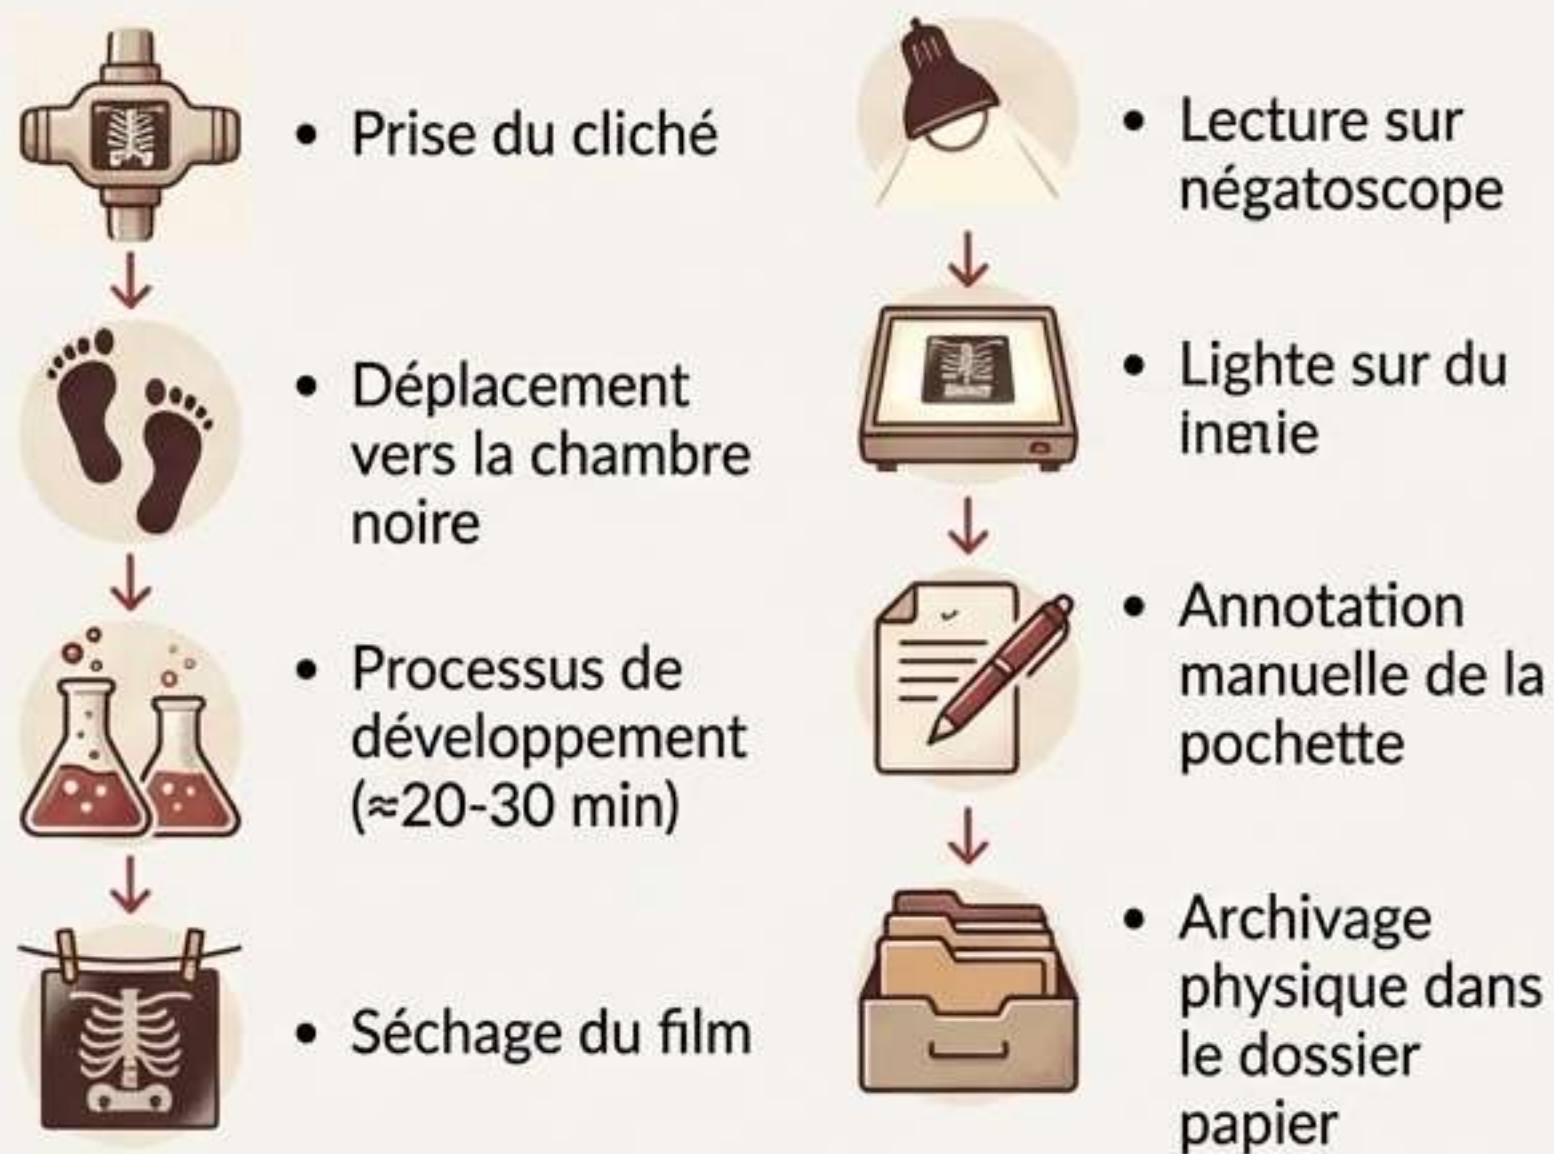 • Prise du cliché
• Déplacement
vers la chambre
noire
• Processus de
développement
(≈20-30 min)
• Séchage du film
• Lecture sur
négatoscope
• Lighte sur du
• Annotation
manuelle de la
pochette
• Archivage
physique dans
le dossier
papier